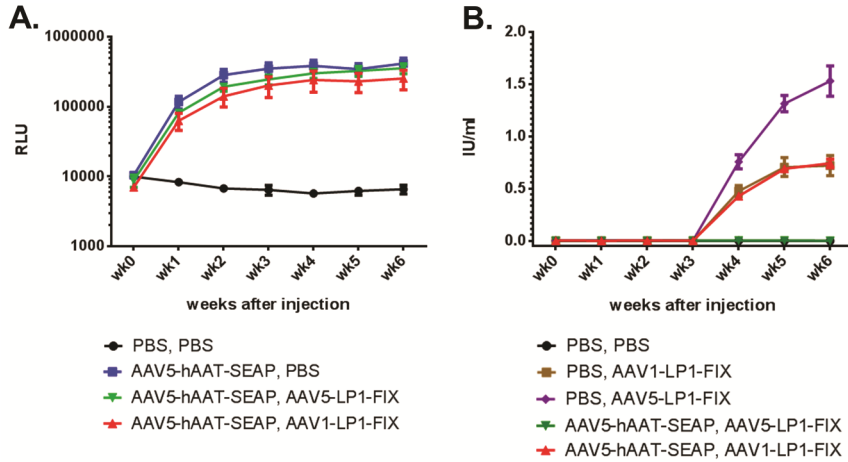 A.
1000000
100000
10000
1000
RLU
wk0 wk1 wk2 wk3 wk4 wk5 wk6
weeks after injection
PBS, PBS
AAV5-hAAT-SEAP, PBS
AAV5-hAAT-SEAP, AAV5-LP1-FIX
AAV5-hAAT-SEAP, AAV1-LP1-FIX
B.
2.0
1.5
1.0
0.5
0.0
IU/ml
wk0 wk1 wk2 wk3 wk4 wk5 wk6
weeks after injection
PBS, PBS
PBS, AAV1-LP1-FIX
PBS, AAV5-LP1-FIX
AAV5-hAAT-SEAP, AAV5-LP1-FIX
AAV5-hAAT-SEAP, AAV1-LP1-FIX